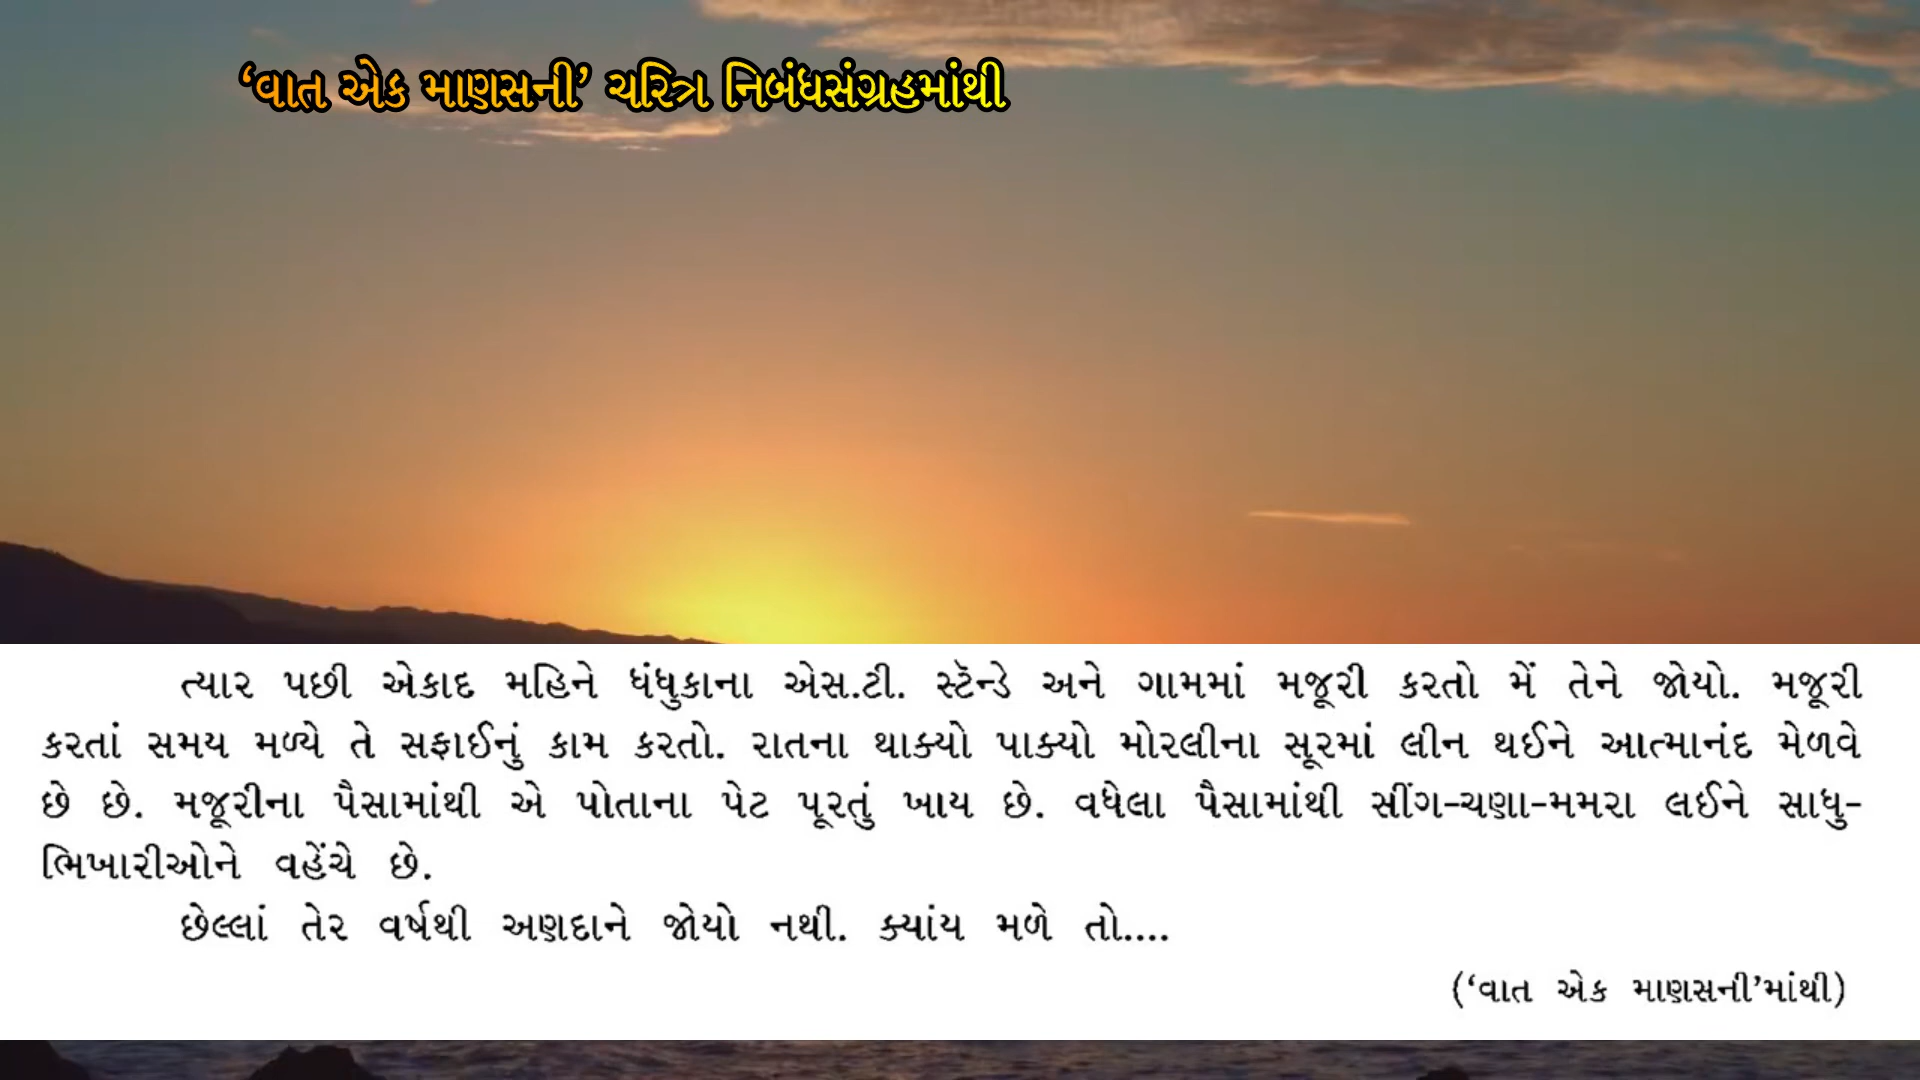 ‘વાત એક માણસની’ ચરિત્ર નિબંધસંગ્રહમાંથી
ત્યાર પછી એકાદ મહિને ધંધુકાના એસ.ટી. સ્ટૅન્ડે અને ગામમાં મજૂરી કરતો મેં તેને જોયો. મજૂરી
કરતાં સમય મળ્યે તે સફાઈનું કામ કરતો. રાતના થાક્યો પાક્યો મોરલીના સૂરમાં લીન થઈને આત્માનંદ મેળવે
છે છે. મજૂરીના પૈસામાંથી એ પોતાના પેટ પૂરતું ખાય છે. વધેલા પૈસામાંથી સીંગ-ચણા-મમરા લઈને સાધુ-
ભિખારીઓને વહેંચે છે.
છેલ્લાં તેર વર્ષથી અણદાને જોયો નથી. ક્યાંય મળે તો....
(‘વાત એક માણસની’માંથી)